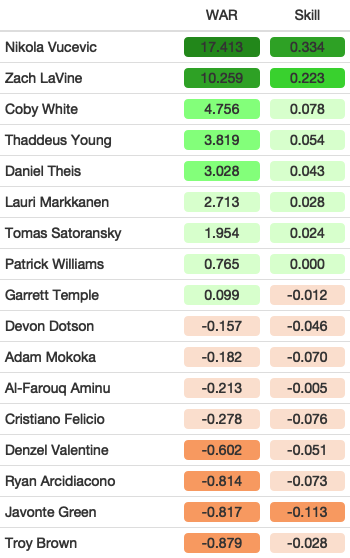 WAR Skill
Nikola Vucevic 17.413 0.334
Zach LaVine 10.259 0.223
Coby White 4.756 0.078
Thaddeus Young 3.819 0.054
Daniel Theis 3.028 0.043
Lauri Markkanen 2.713 0.028
Tomas Satoransky 1.954 0.024
Patrick Williams 0.765 0.000
Garrett Temple 0.099 -0.012
Devon Dotson -0.157 -0.046
Adam Mokoka -0.182 -0.070
Al-Farouq Aminu -0.213 -0.005
Cristiano Felicio -0.278 -0.076
Denzel Valentine -0.602 -0.051
Ryan Arcidiacono -0.814 -0.073
Javonte Green -0.817 -0.113
Troy Brown -0.879 -0.028